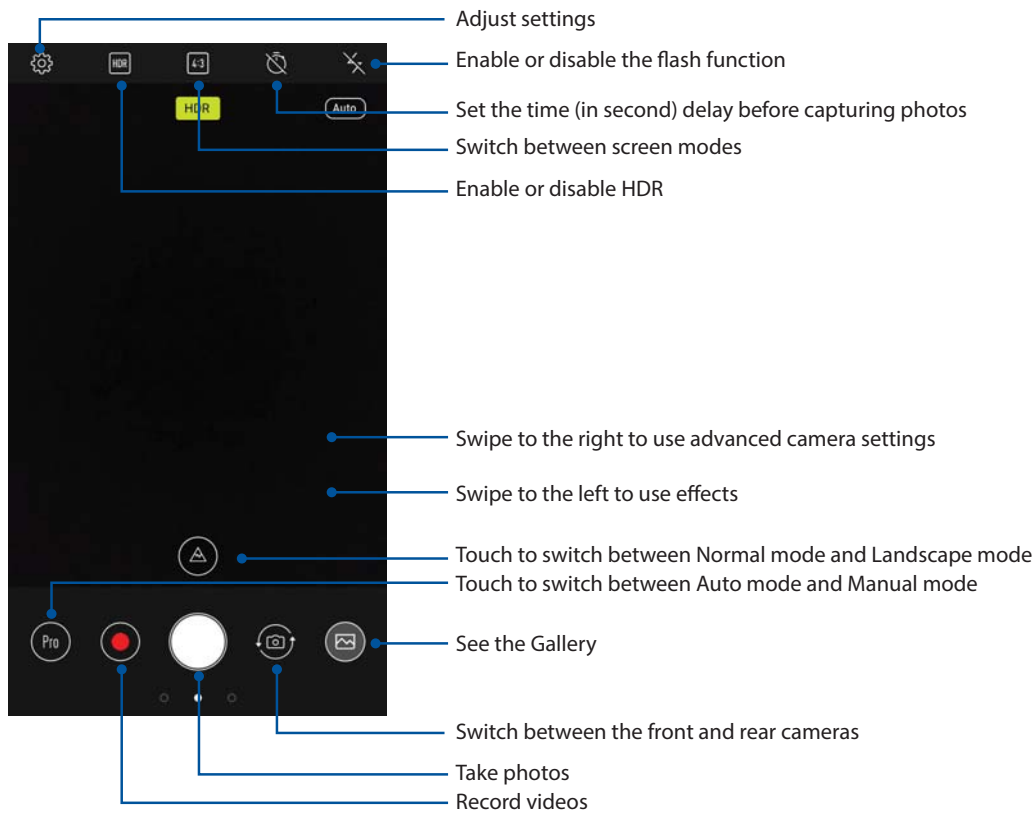 Adjust settings
Enable or disable the flash function
HDR
4:3
HDR
Auto
Set the time (in second) delay before capturing photos
Switch between screen modes
Enable or disable HDR
Swipe to the right to use advanced camera settings
Swipe to the left to use effects
Touch to switch between Normal mode and Landscape mode
Touch to switch between Auto mode and Manual mode
Pro
See the Gallery
Switch between the front and rear cameras
Take photos
Record videos